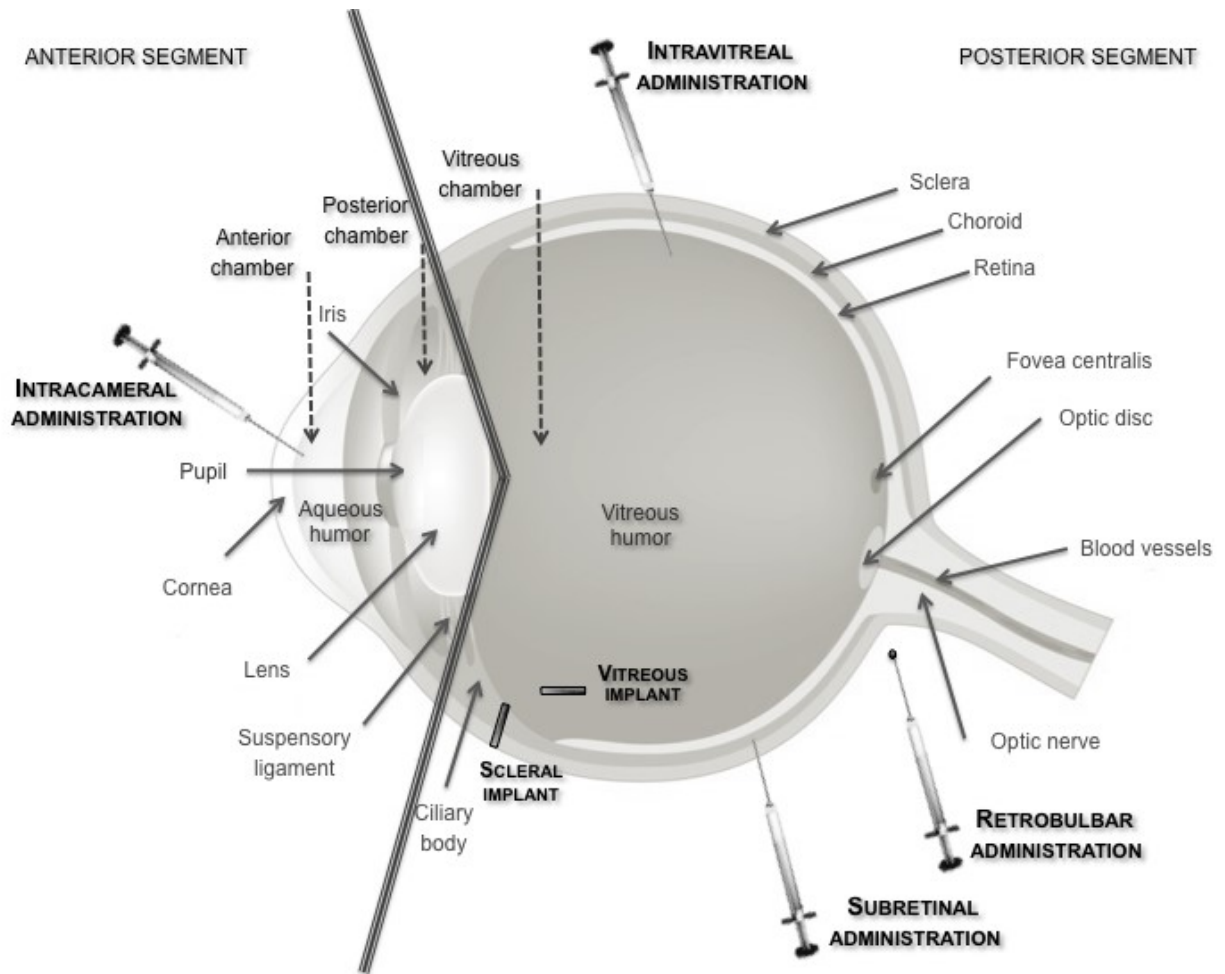 ANTERIOR SEGMENT
INTRAVITREAL
ADMINISTRATION
POSTERIOR SEGMENT
Vitreous
chamber
Posterior
chamber
Anterior
chamber
Iris
Sclera
Choroid
Retina
INTRACAMERAL
ADMINISTRATION
Fovea centralis
Optic disc
Pupil
Aqueous
humor
Vitreous
humor
Blood vessels
Cornea
Lens
VITREOUS
IMPLANT
Suspensory
ligament
SCLERAL
IMPLANT
Optic nerve
Ciliary
body
RETROBULBAR
ADMINISTRATION
SUBRETINAL
ADMINISTRATION